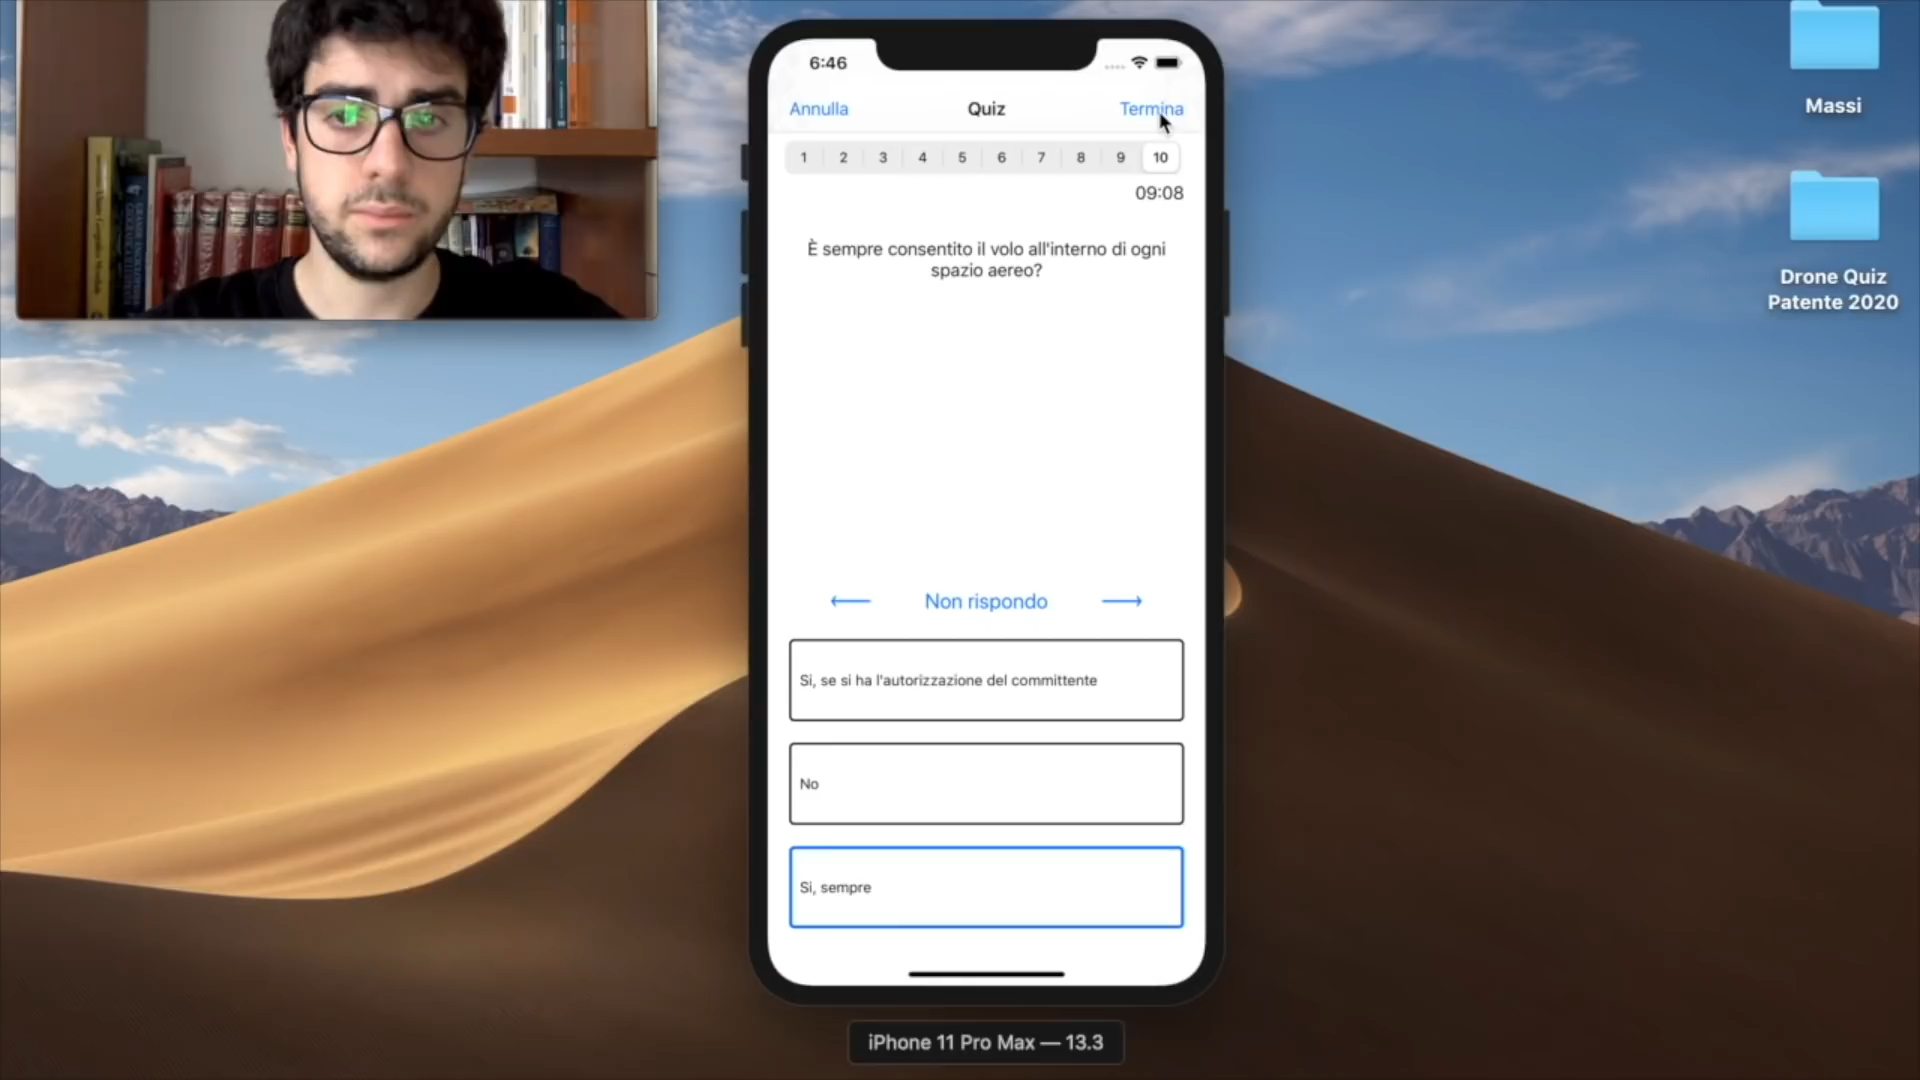 6:46
Annulla
Quiz
Termina
1 2 3 4 5 6 7 8 9 10
09:08
È sempre consentito il volo all'interno di ogni
spazio aereo?
Non rispondo
Si, se si ha l'autorizzazione del committente
No
Si, sempre
iPhone 11 Pro Max — 13.3
Massi
Drone Quiz
Patente 2020